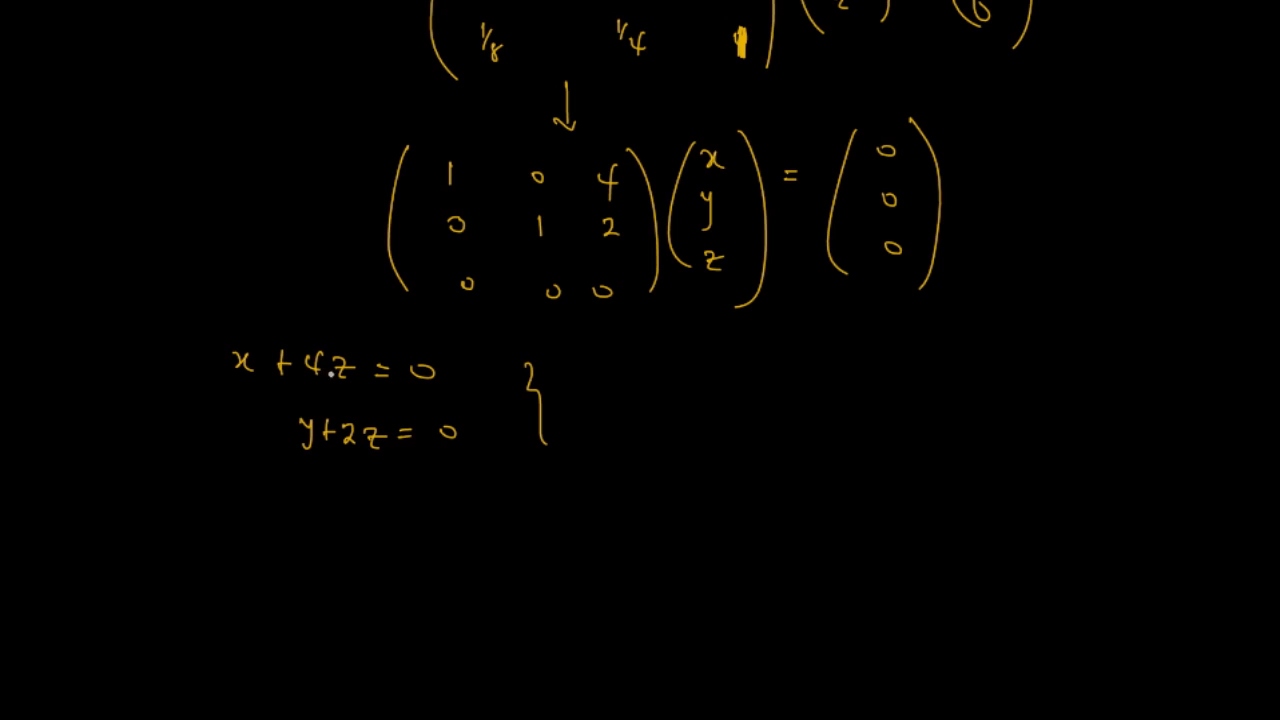 1/8 1/4 1
↓
1 0 4 x = 0
0 1 2 y 0
0 0 0 z 0
x + 4z = 0
y+2z = 0